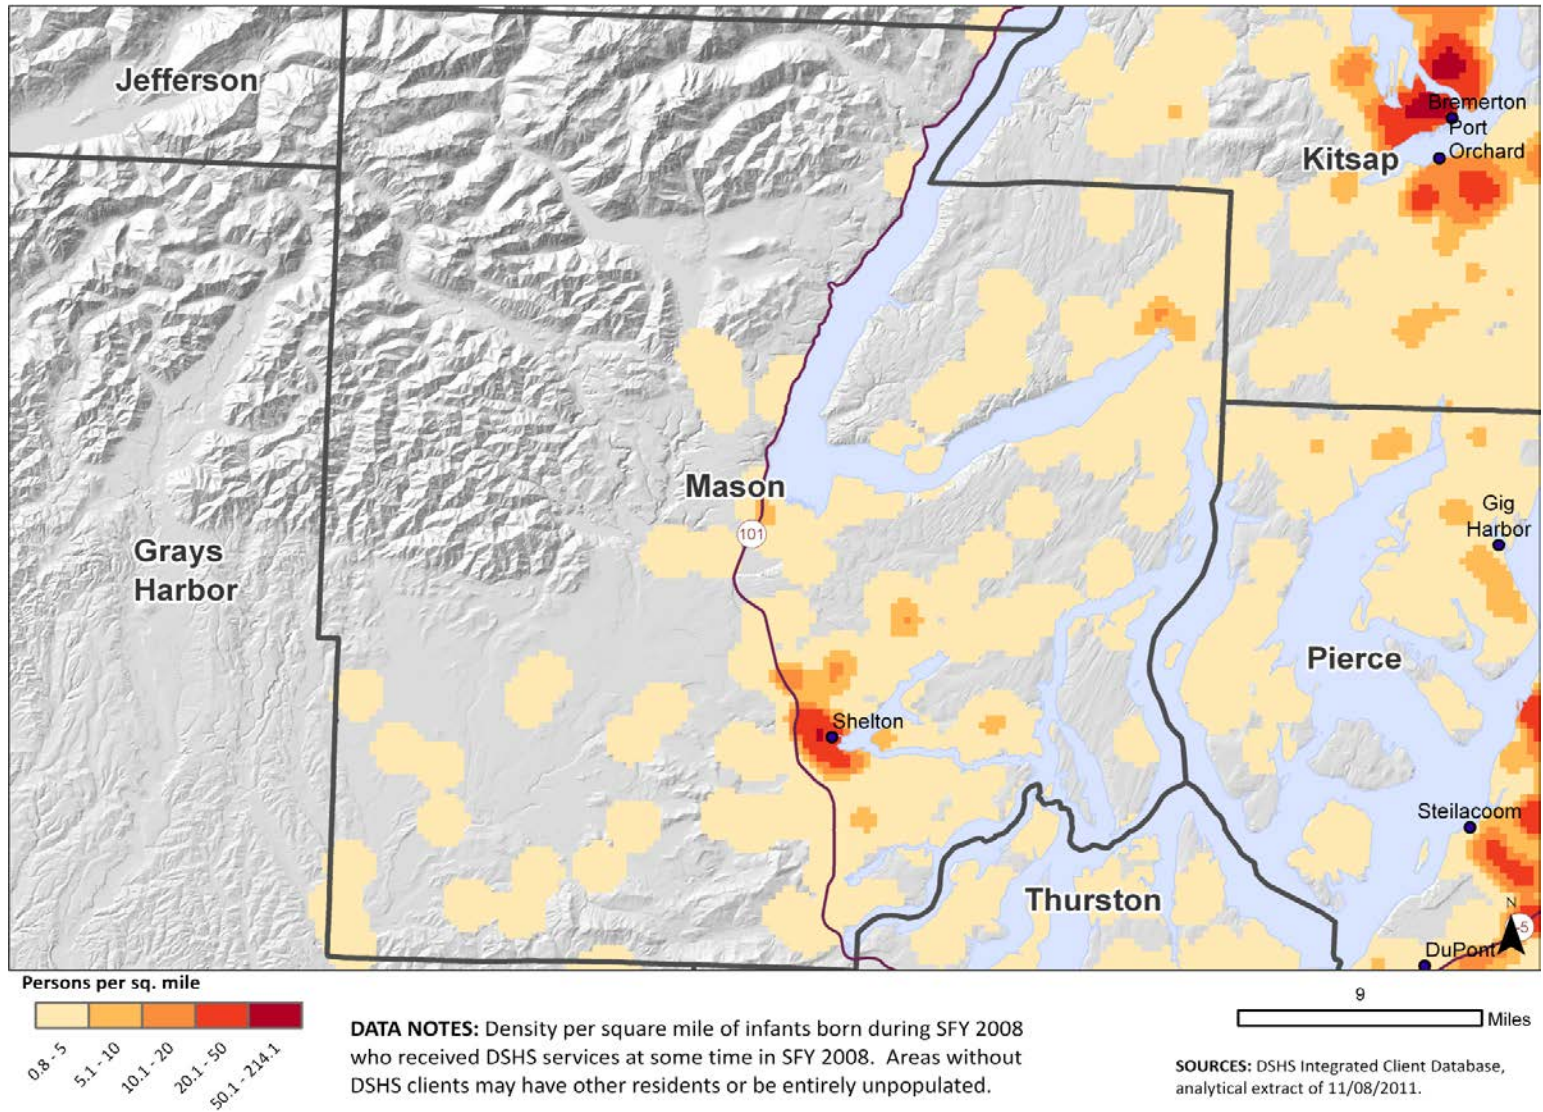 Jefferson
Bremerton
Port
Orchard
Kitsap
Mason
101
Gig
Harbor
Grays
Harbor
Pierce
Shelton
Steilacoom
Thurston
N
-5
DuPont
Persons per sq. mile
0.8 - 5
5.1 - 10
10.1 - 20
20.1 - 50
50.1 - 214.1
DATA NOTES: Density per square mile of infants born during SFY 2008
who received DSHS services at some time in SFY 2008.  Areas without
DSHS clients may have other residents or be entirely unpopulated.
9
Miles
SOURCES: DSHS Integrated Client Database,
analytical extract of 11/08/2011.